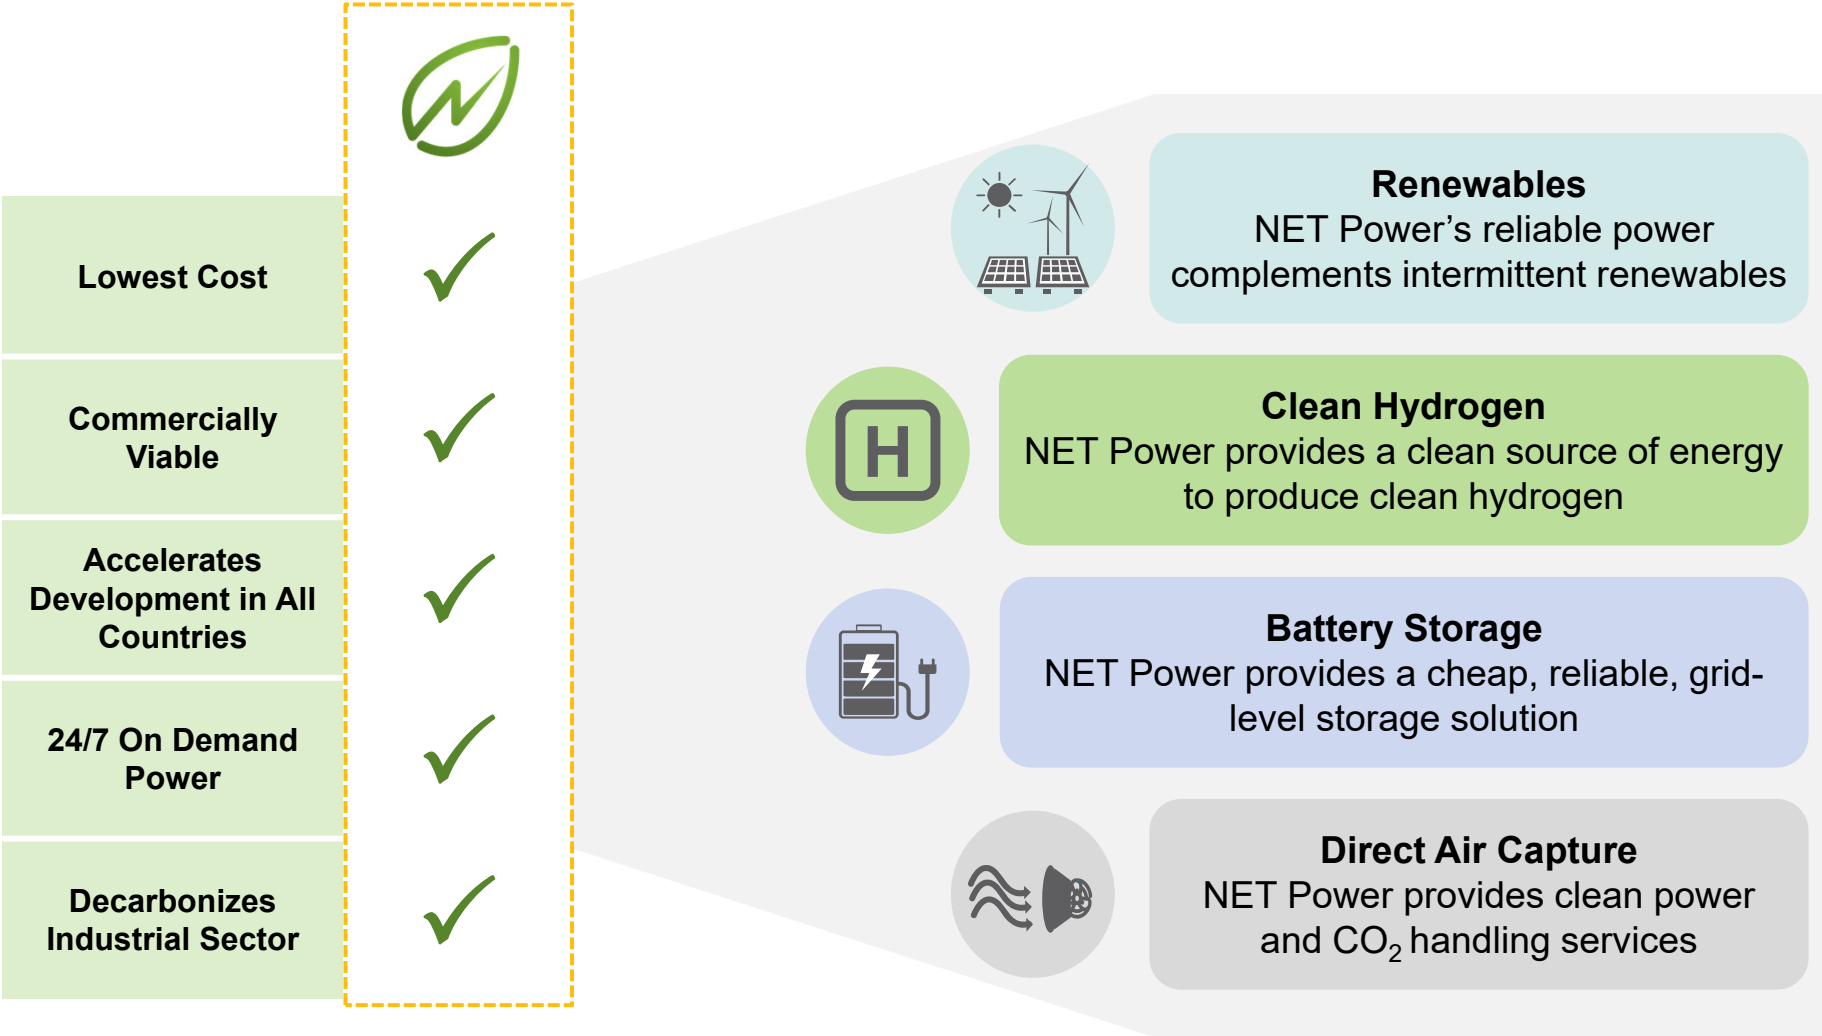 Lowest Cost
Commercially
Viable
Accelerates
Development in All
Countries
24/7 On Demand
Power
Decarbonizes
Industrial Sector
Renewables
NET Power’s reliable power
complements intermittent renewables
H
Clean Hydrogen
NET Power provides a clean source of energy
to produce clean hydrogen
Battery Storage
NET Power provides a cheap, reliable, grid-
level storage solution
Direct Air Capture
NET Power provides clean power
and CO₂ handling services